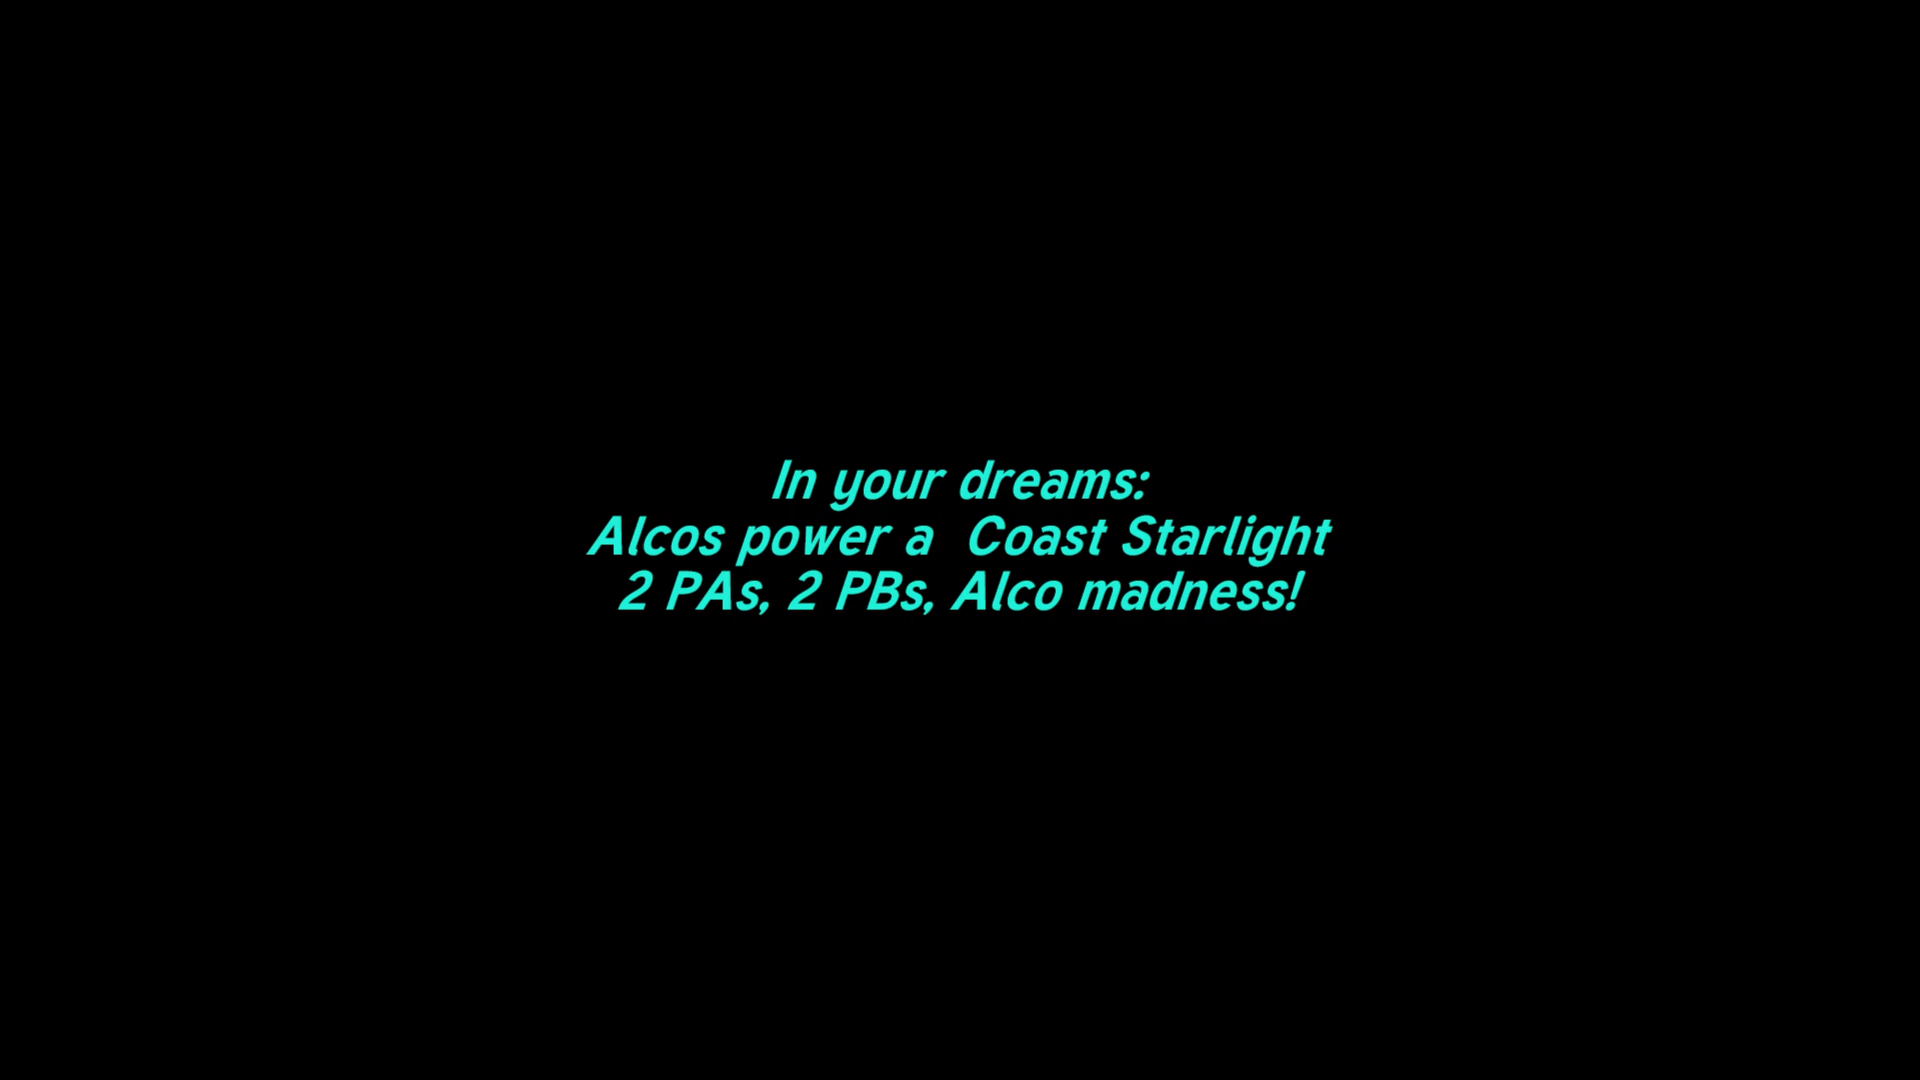 In your dreams:
Alcos power a  Coast Starlight
2 PAs, 2 PBs, Alco madness!